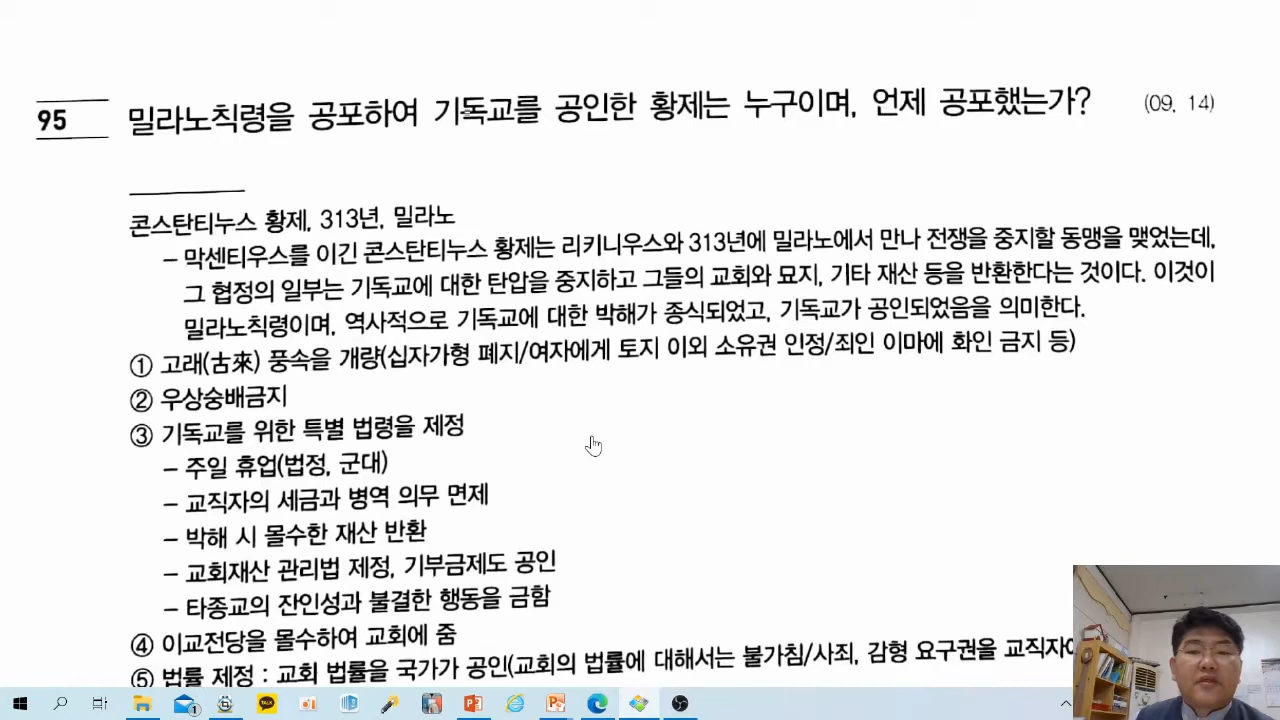 95 밀라노칙령을 공포하여 기독교를 공인한 황제는 누구이며, 언제 공포했는가? (09, 14)
콘스탄티누스 황제, 313년, 밀라노
– 막센티우스를 이긴 콘스탄티누스 황제는 리키니우스와 313년에 밀라노에서 만나 전쟁을 중지할 동맹을 맺었는데,
그 협정의 일부는 기독교에 대한 탄압을 중지하고 그들의 교회와 묘지, 기타 재산 등을 반환한다는 것이다. 이것이
밀라노칙령이며, 역사적으로 기독교에 대한 박해가 종식되었고, 기독교가 공인되었음을 의미한다.
① 고래(古來) 풍속을 개량(십자가형 폐지/여자에게 토지 이외 소유권 인정/죄인 이마에 화인 금지 등)
② 우상숭배금지
③ 기독교를 위한 특별 법령을 제정
– 주일 휴업(법정, 군대)
– 교직자의 세금과 병역 의무 면제
– 박해 시 몰수한 재산 반환
– 교회재산 관리법 제정, 기부금제도 공인
– 타종교의 잔인성과 불결한 행동을 금함
④ 이교전당을 몰수하여 교회에 줌
⑤ 법률 제정 : 교회 법률을 국가가 공인(교회의 법률에 대해서는 불가침/사죄, 감형 요구권을 교직자에
1 TALK